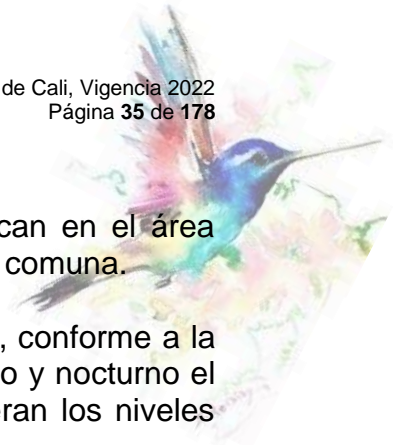 de Cali, Vigencia 2022
Página 35 de 178
can en el área
comuna.
, conforme a la
o y nocturno el
ran los niveles